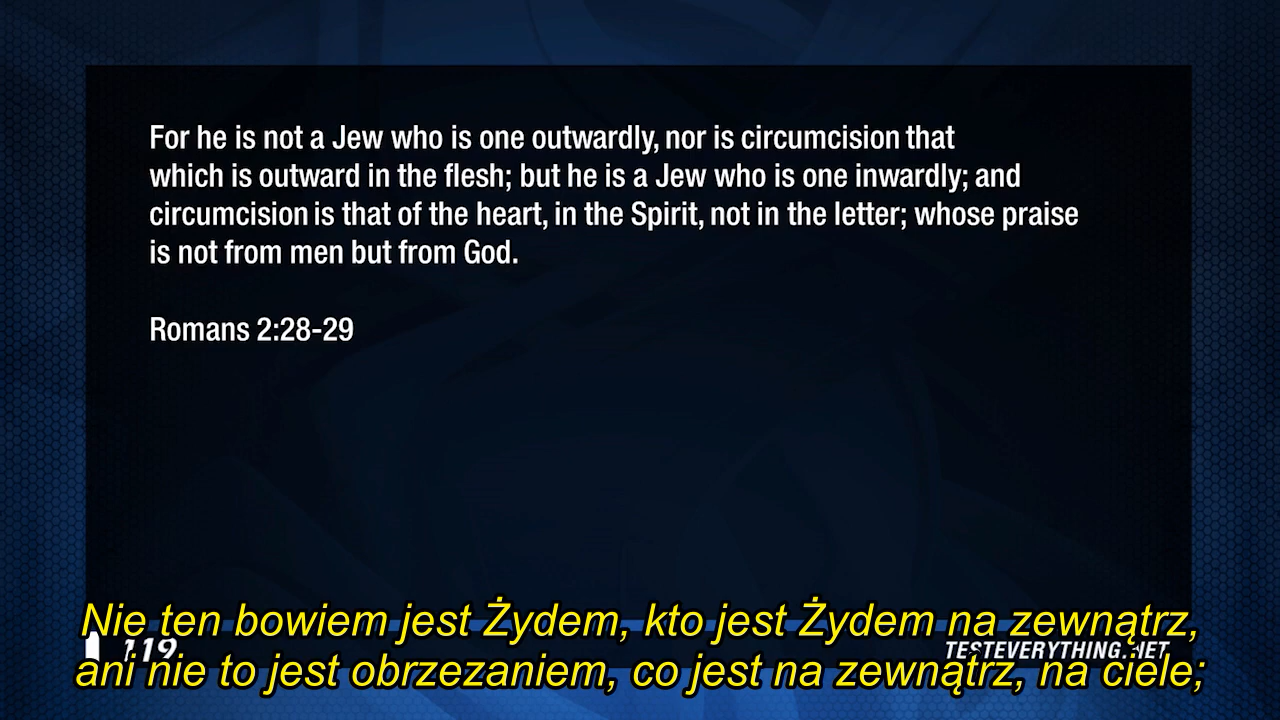 For he is not a Jew who is one outwardly, nor is circumcision that
which is outward in the flesh; but he is a Jew who is one inwardly; and
circumcision is that of the heart, in the Spirit, not in the letter; whose praise
is not from men but from God.
Romans 2:28-29
Nie ten bowiem jest Żydem, kto jest Żydem na zewnątrz,
119
TESTEVERYTHING.NET
ani nie to jest obrzezaniem, co jest na zewnątrz, na ciele;